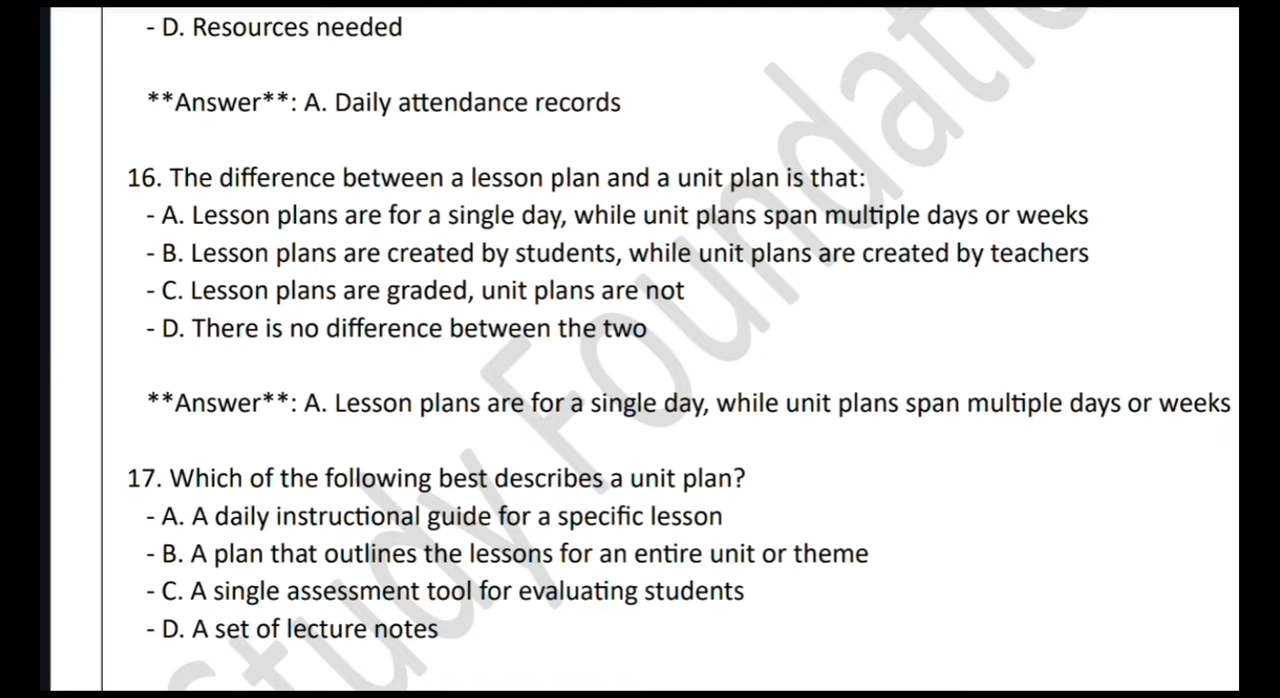 - D. Resources needed
**Answer**: A. Daily attendance records
16. The difference between a lesson plan and a unit plan is that:
- A. Lesson plans are for a single day, while unit plans span multiple days or weeks
- B. Lesson plans are created by students, while unit plans are created by teachers
- C. Lesson plans are graded, unit plans are not
- D. There is no difference between the two
**Answer**: A. Lesson plans are for a single day, while unit plans span multiple days or weeks
17. Which of the following best describes a unit plan?
- A. A daily instructional guide for a specific lesson
- B. A plan that outlines the lessons for an entire unit or theme
- C. A single assessment tool for evaluating students
- D. A set of lecture notes
Study Foundatio